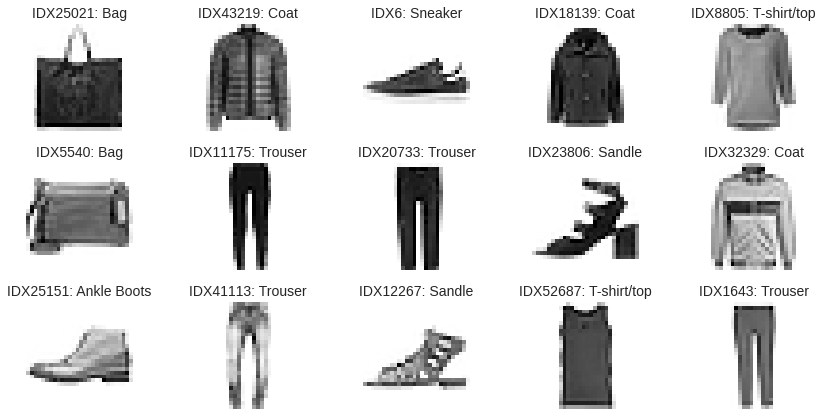 IDX25021: Bag
IDX43219: Coat
IDX6: Sneaker
IDX18139: Coat
IDX8805: T-shirt/top
IDX5540: Bag
IDX11175: Trouser
IDX20733: Trouser
IDX23806: Sandle
IDX32329: Coat
IDX25151: Ankle Boots
IDX41113: Trouser
IDX12267: Sandle
IDX52687: T-shirt/top
IDX1643: Trouser